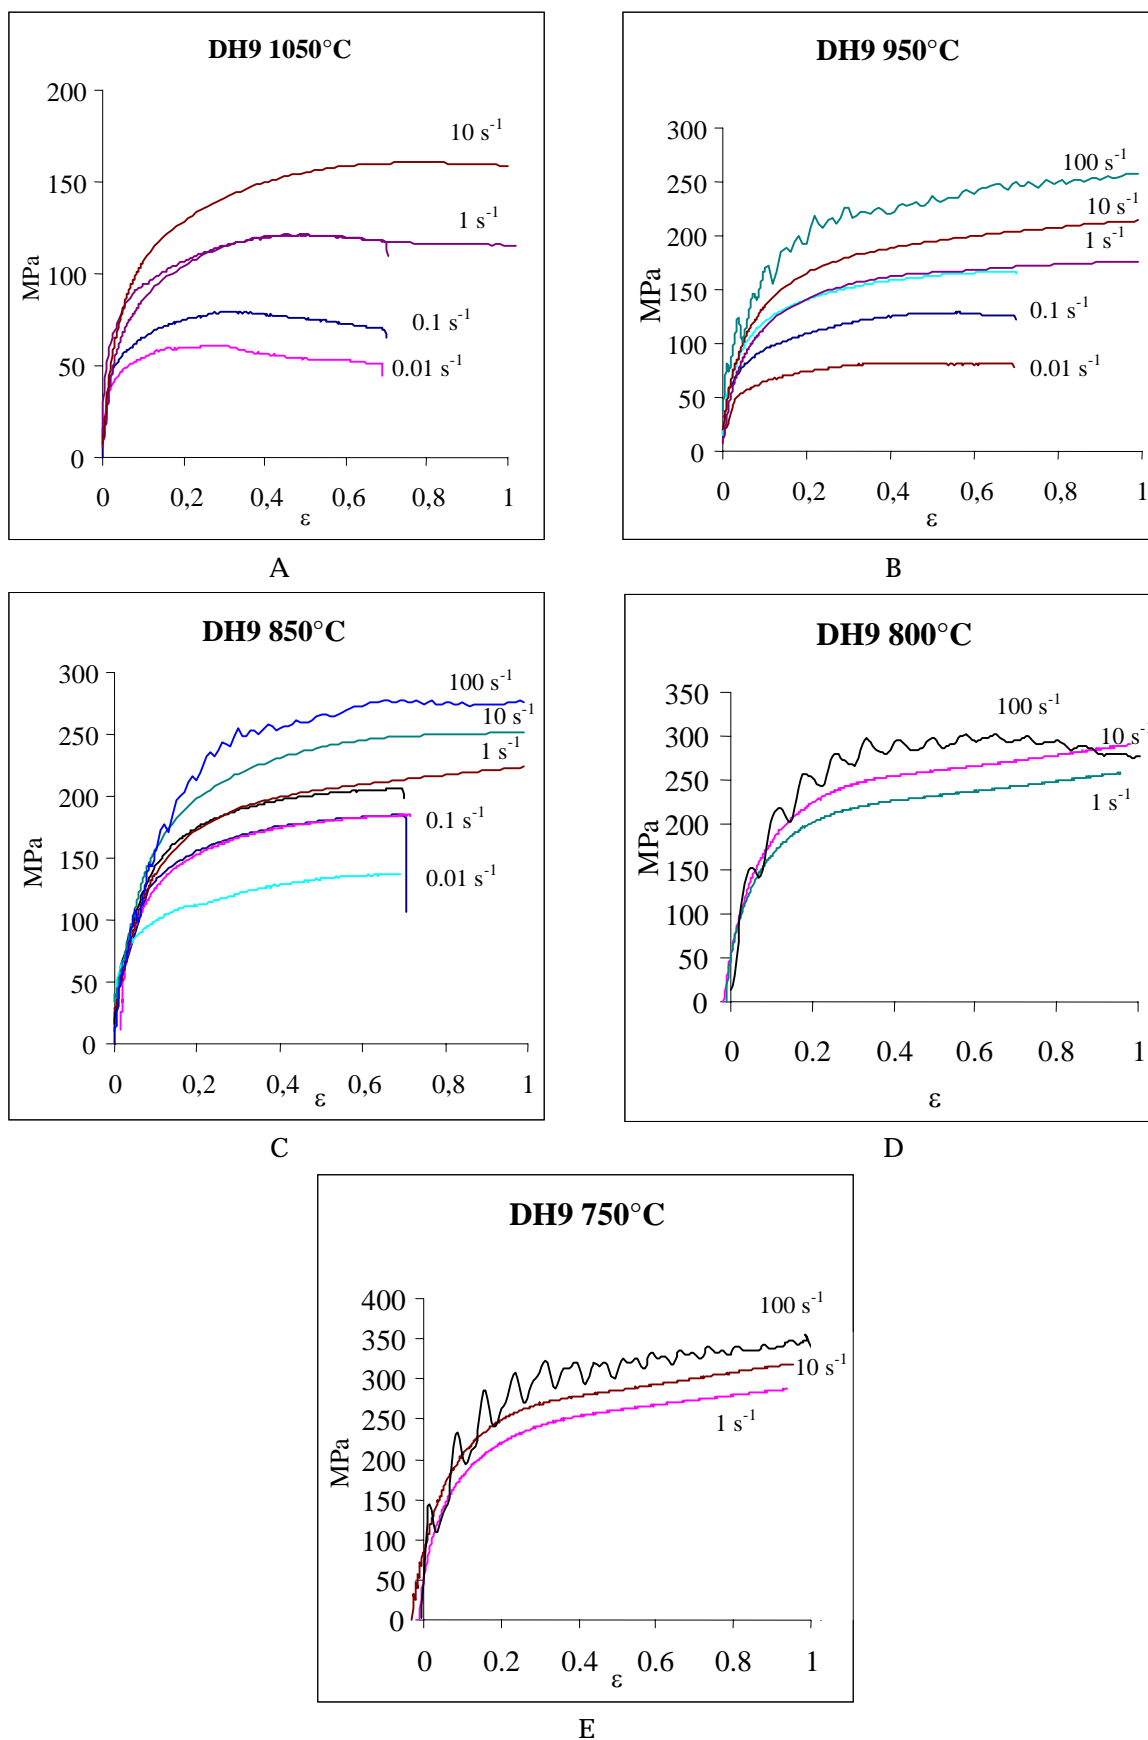 DH9 1050°C
200
150
100
50
0
MPa
10 s-1
1 s-1
0.1 s-1
0.01 s-1
0 0,2 0,4 0,6 0,8 1
ε
A
DH9 950°C
300
250
200
150
100
50
0
MPa
100 s-1
10 s-1
1 s-1
0.1 s-1
0.01 s-1
0 0.2 0.4 0.6 0.8 1
ε
B
DH9 850°C
300
250
200
150
100
50
0
MPa
100 s-1
10 s-1
1 s-1
0.1 s-1
0.01 s-1
0 0,2 0,4 0,6 0,8 1
ε
C
DH9 800°C
350
300
250
200
150
100
50
0
MPa
100 s-1
10 s-1
1 s-1
0 0.2 0.4 0.6 0.8 1
ε
D
DH9 750°C
400
350
300
250
200
150
100
50
0
MPa
100 s-1
10 s-1
1 s-1
0 0.2 0.4 0.6 0.8 1
ε
E